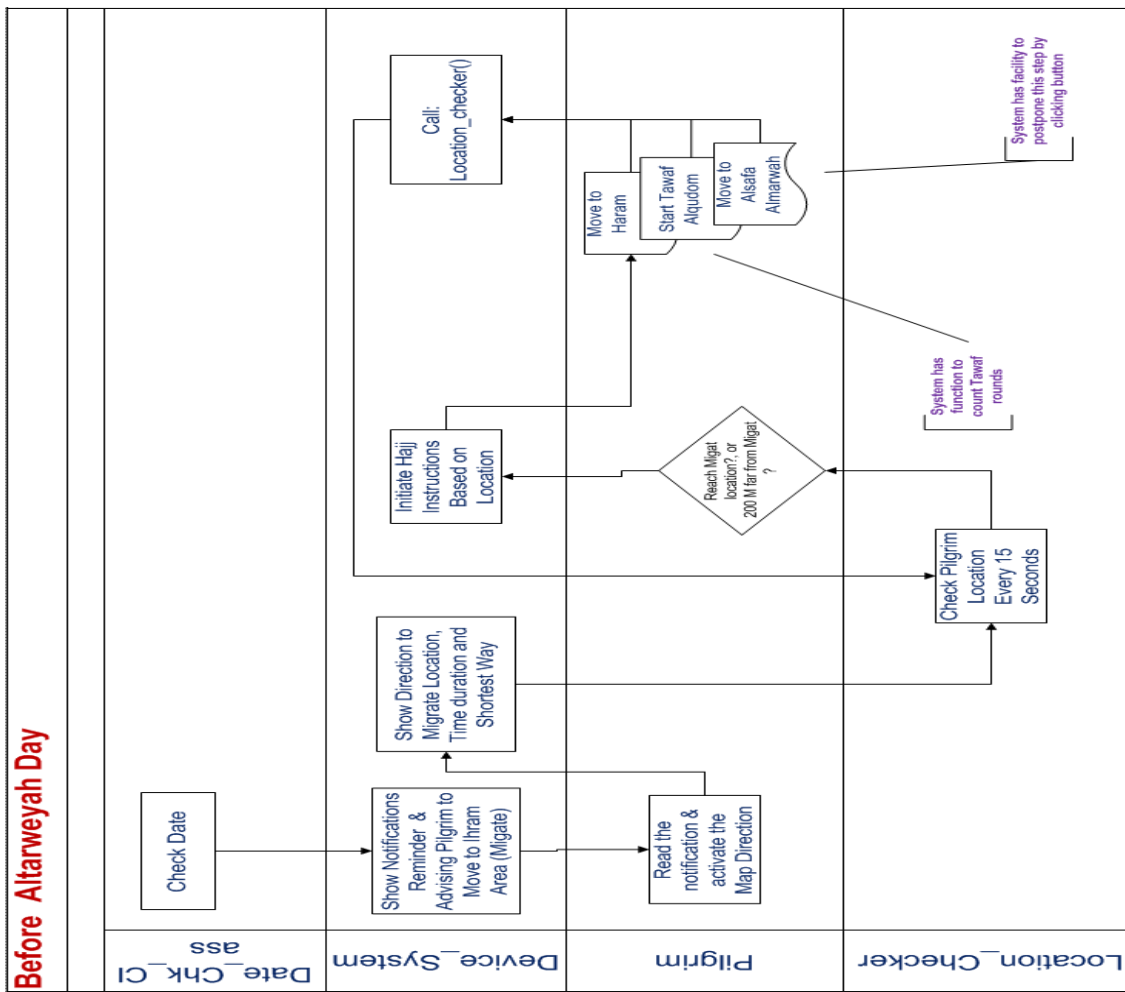 Before Altarweyah Day
Date_Chk_Cl
ass
Check Date
Device_System
Show Notifications
Reminder &
Advising Pilgrim to
Move to Ihram
Area (Migate)
Show Direction to
Migrate Location,
Time duration and
Shortest Way
Initiate Hajj
Instructions
Based on
Location
Call:
Location_checker()
Pilgrim
Read the
notification &
activate the
Map Direction
Reach Migat
location?, or
200 M far from Migat
?
Move to
Haram
Start Tawaf
Alqudom
Move to
Alsafa
Almarwah
Location_Checker
Check Pilgrim
Location
Every 15
Seconds
System has
function to
count Tawaf
rounds
System has facility to
postpone this step by
clicking button